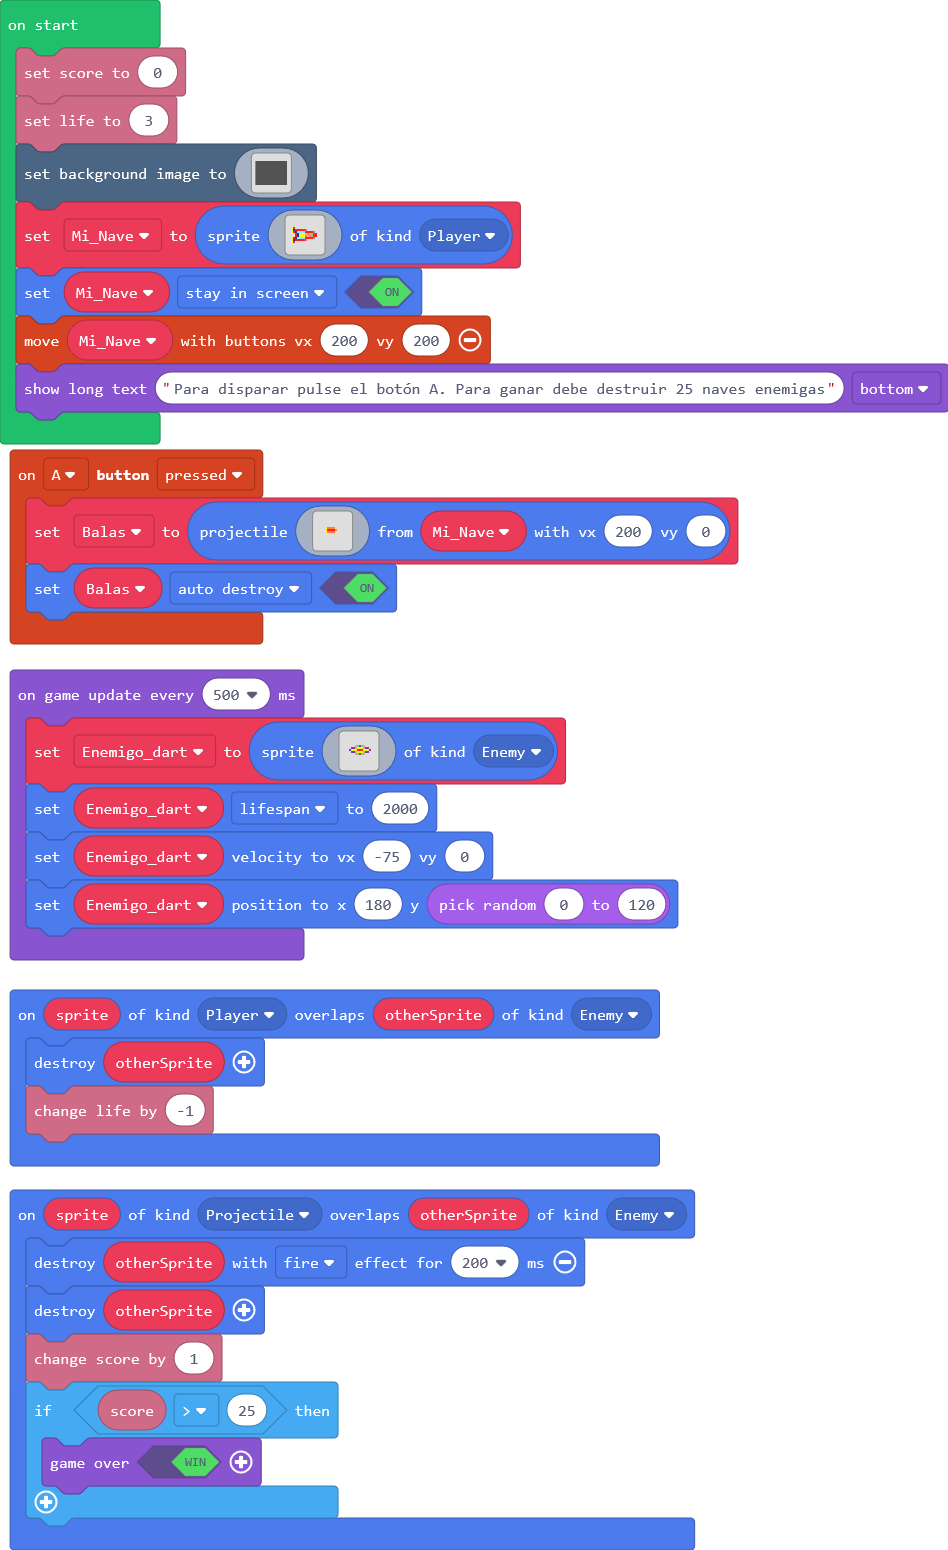 on start
set score to 0
set life to 3
set background image to
set Mi_Nave to sprite of kind Player
set Mi_Nave stay in screen ON
move Mi_Nave with buttons vx 200 vy 200
show long text "Para disparar pulse el botón A. Para ganar debe destruir 25 naves enemigas" bottom
on A button pressed
set Balas to projectile from Mi_Nave with vx 200 vy 0
set Balas auto destroy ON
on game update every 500 ms
set Enemigo_dart to sprite of kind Enemy
set Enemigo_dart lifespan to 2000
set Enemigo_dart velocity to vx -75 vy 0
set Enemigo_dart position to x 180 y pick random 0 to 120
on sprite of kind Player overlaps otherSprite of kind Enemy
destroy otherSprite
change life by -1
on sprite of kind Projectile overlaps otherSprite of kind Enemy
destroy otherSprite with fire effect for 200 ms
destroy otherSprite
change score by 1
if score > 25 then
game over WIN